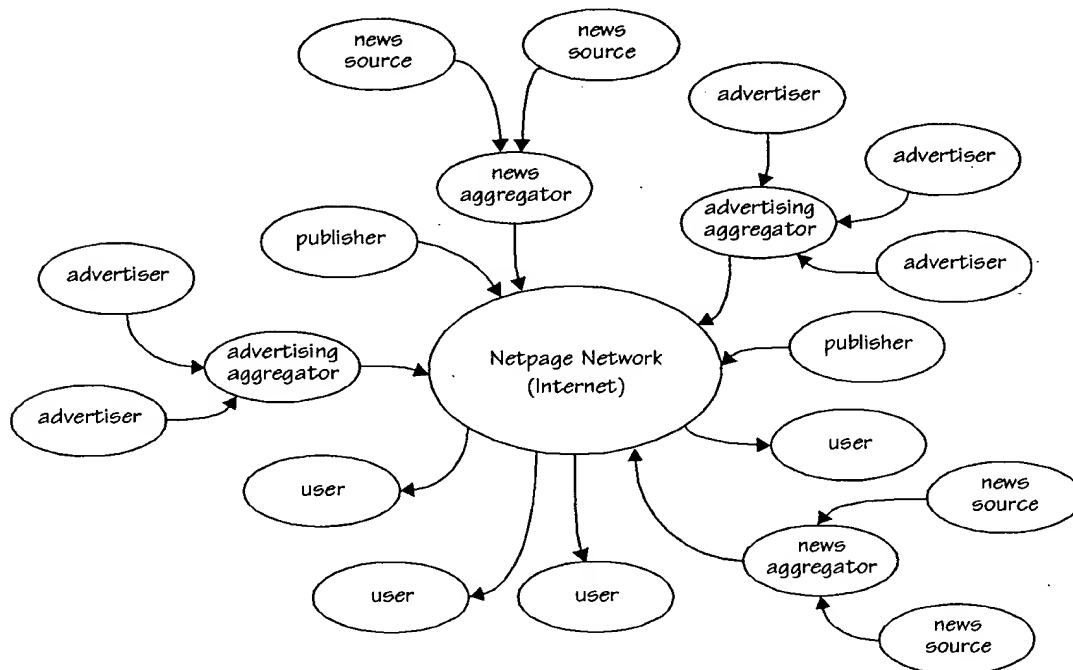 news
source
news
source
advertiser
advertiser
news
aggregator
advertising
aggregator
publisher
advertiser
advertiser
publisher
Netpage Network
(Internet)
advertising
aggregator
advertiser
user
user
news
source
news
aggregator
user
user
news
source